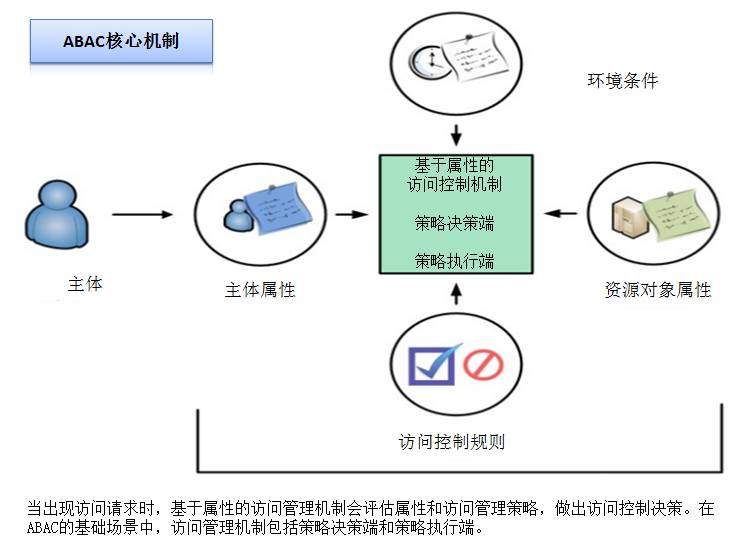 ABAC核心机制
环境条件
基于属性的
访问控制机制
策略决策端
策略执行端
主体
主体属性
资源对象属性
访问控制规则
当出现访问请求时，基于属性的访问管理机制会评估属性和访问管理策略，做出访问控制决策。在
ABAC的基础场景中，访问管理机制包括策略决策端和策略执行端。